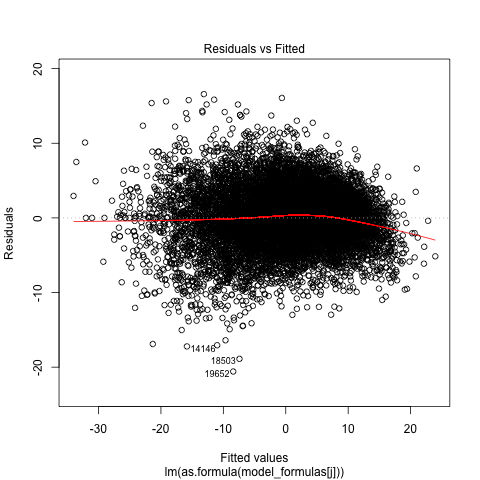 Residuals vs Fitted
Residuals
20
10
0
-10
-20
14146
18503
19652
-30 -20 -10 0 10 20
Fitted values
lm(as.formula(model_formulas[j]))